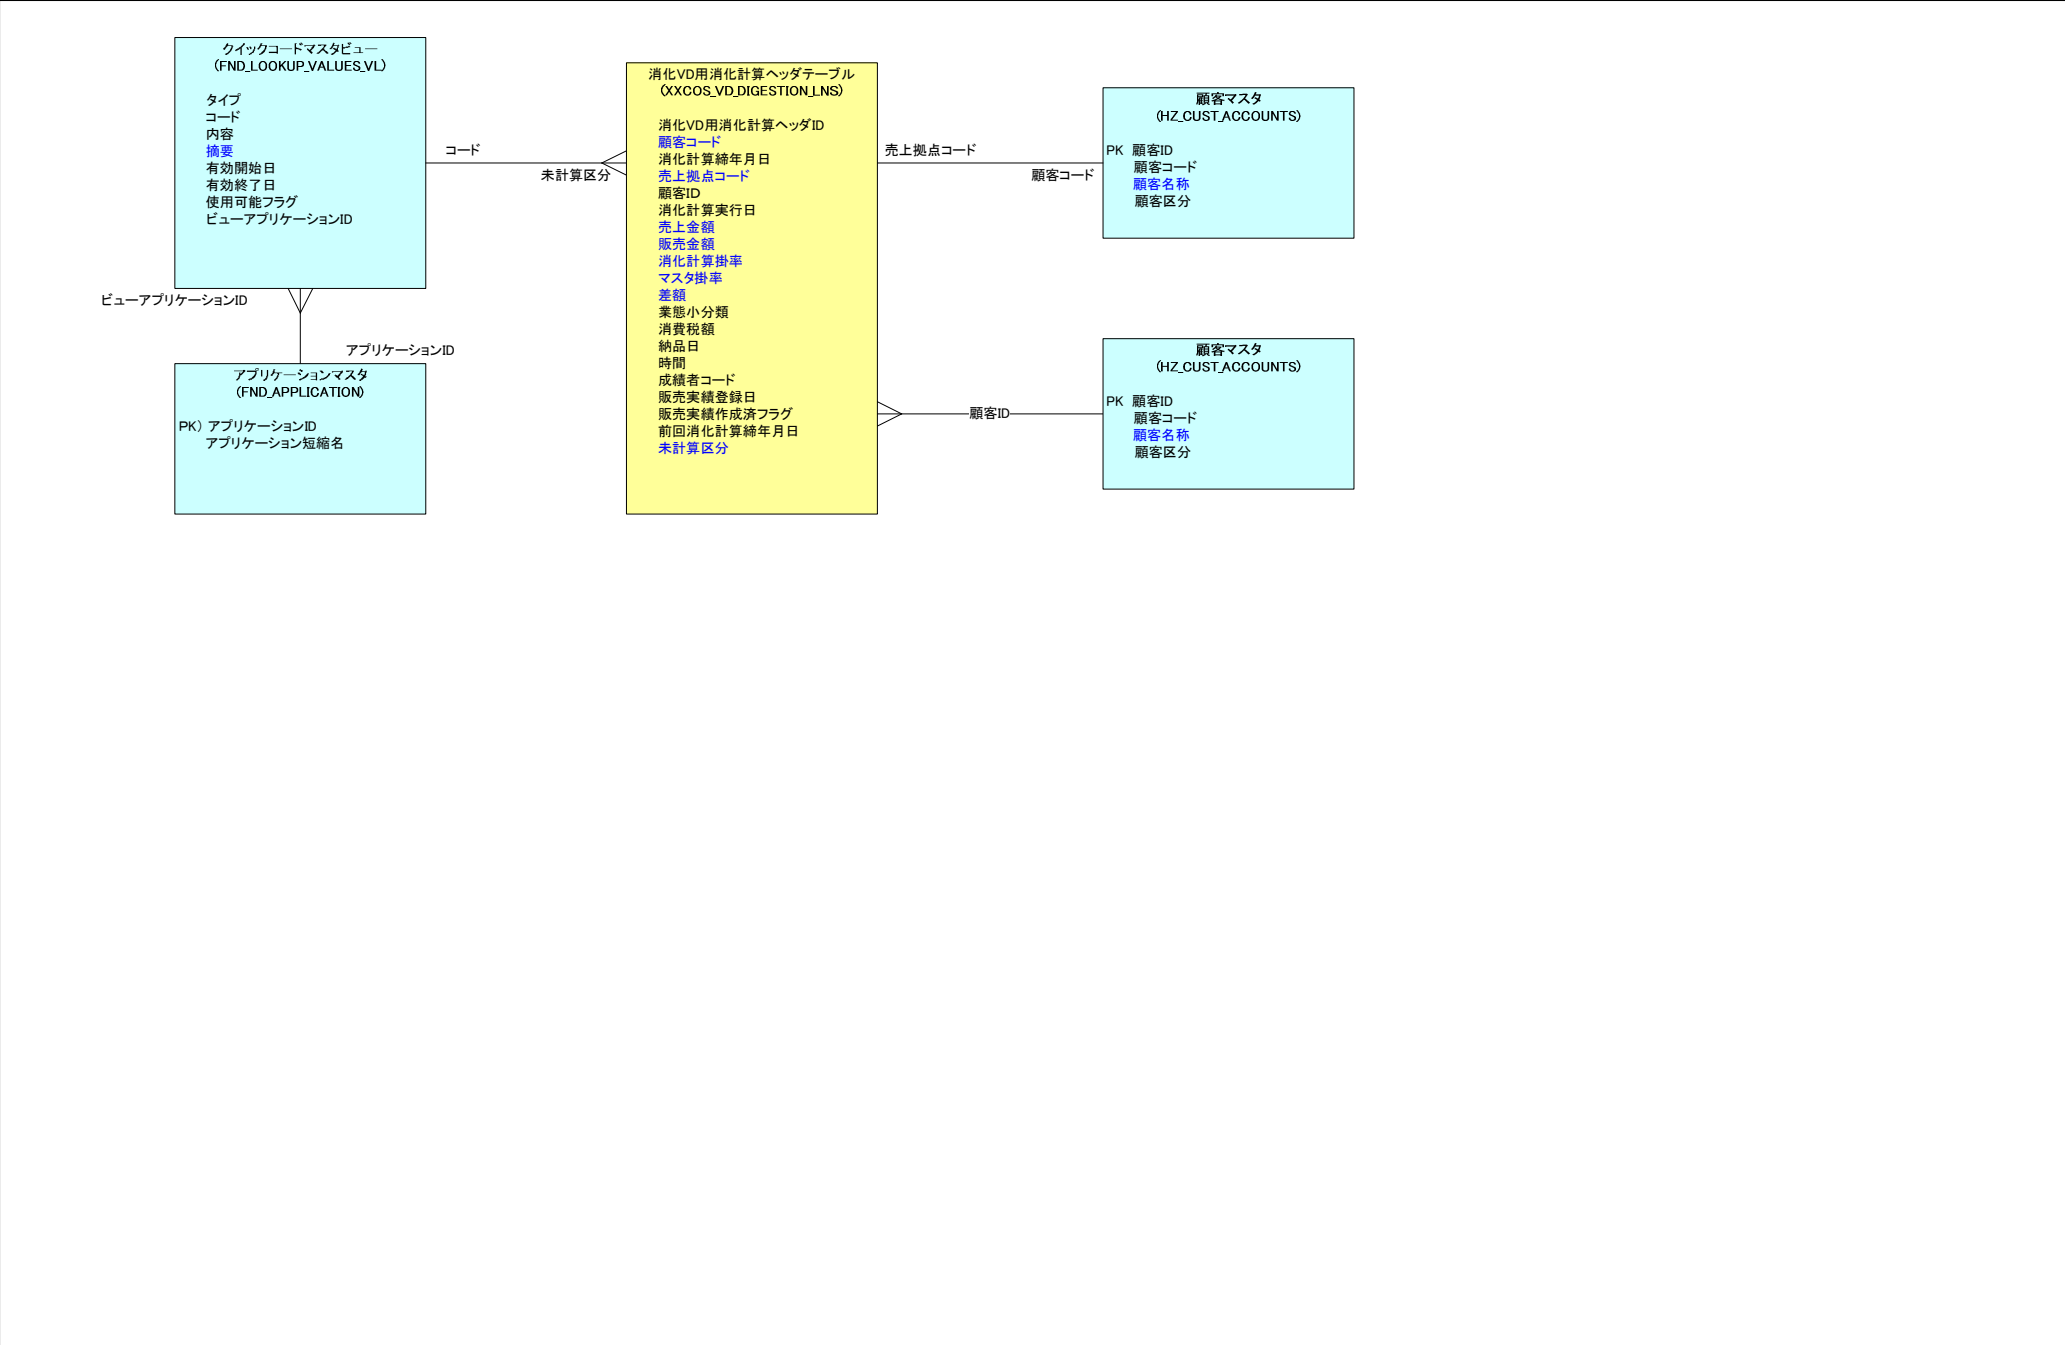 クイックコードマスタビュー
(FND_LOOKUP_VALUES_VL)
タイプ
コード
内容
摘要
有効開始日
有効終了日
使用可能フラグ
ビューアプリケーションID
コード
未計算区分
ビューアプリケーションID
アプリケーションID
アプリケーションマスタ
(FND_APPLICATION)
PK) アプリケーションID
アプリケーション短縮名
消化VD用消化計算ヘッダテーブル
(XXCOS_VD_DIGESTION_LNS)
消化VD用消化計算ヘッダID
顧客コード
消化計算締年月日
売上拠点コード
顧客ID
消化計算実行日
売上金額
販売金額
消化計算掛率
マスタ掛率
差額
業態小分類
消費税額
納品日
時間
成績者コード
販売実績登録日
販売実績作成済フラグ
前回消化計算締年月日
未計算区分
売上拠点コード
顧客コード
顧客マスタ
(HZ_CUST_ACCOUNTS)
PK 顧客ID
顧客コード
顧客名称
顧客区分
顧客ID
顧客マスタ
(HZ_CUST_ACCOUNTS)
PK 顧客ID
顧客コード
顧客名称
顧客区分